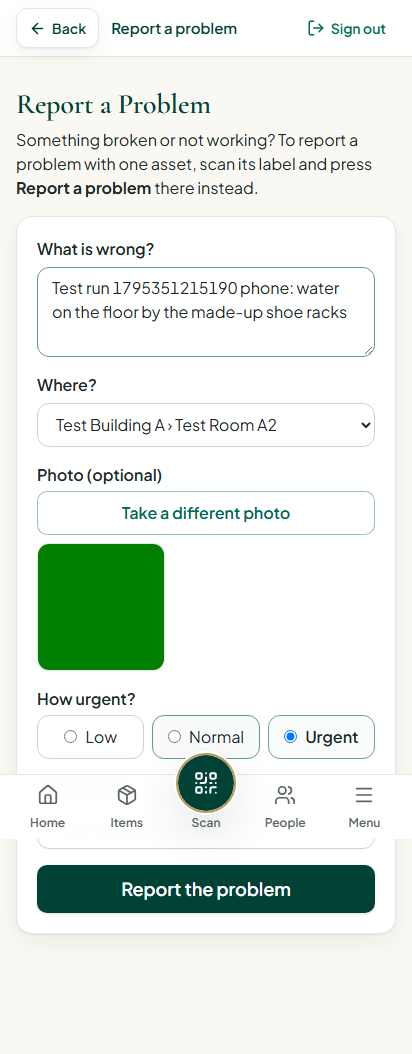 Back
Report a problem
Sign out
Report a Problem
Something broken or not working? To report a
problem with one asset, scan its label and press
Report a problem there instead.
What is wrong?
Test run 1795351215190 phone: water
on the floor by the made-up shoe racks
Where?
Test Building A › Test Room A2
Photo (optional)
Take a different photo
How urgent?
Low
Normal
Urgent
Home
Items
Scan
People
Menu
Report the problem